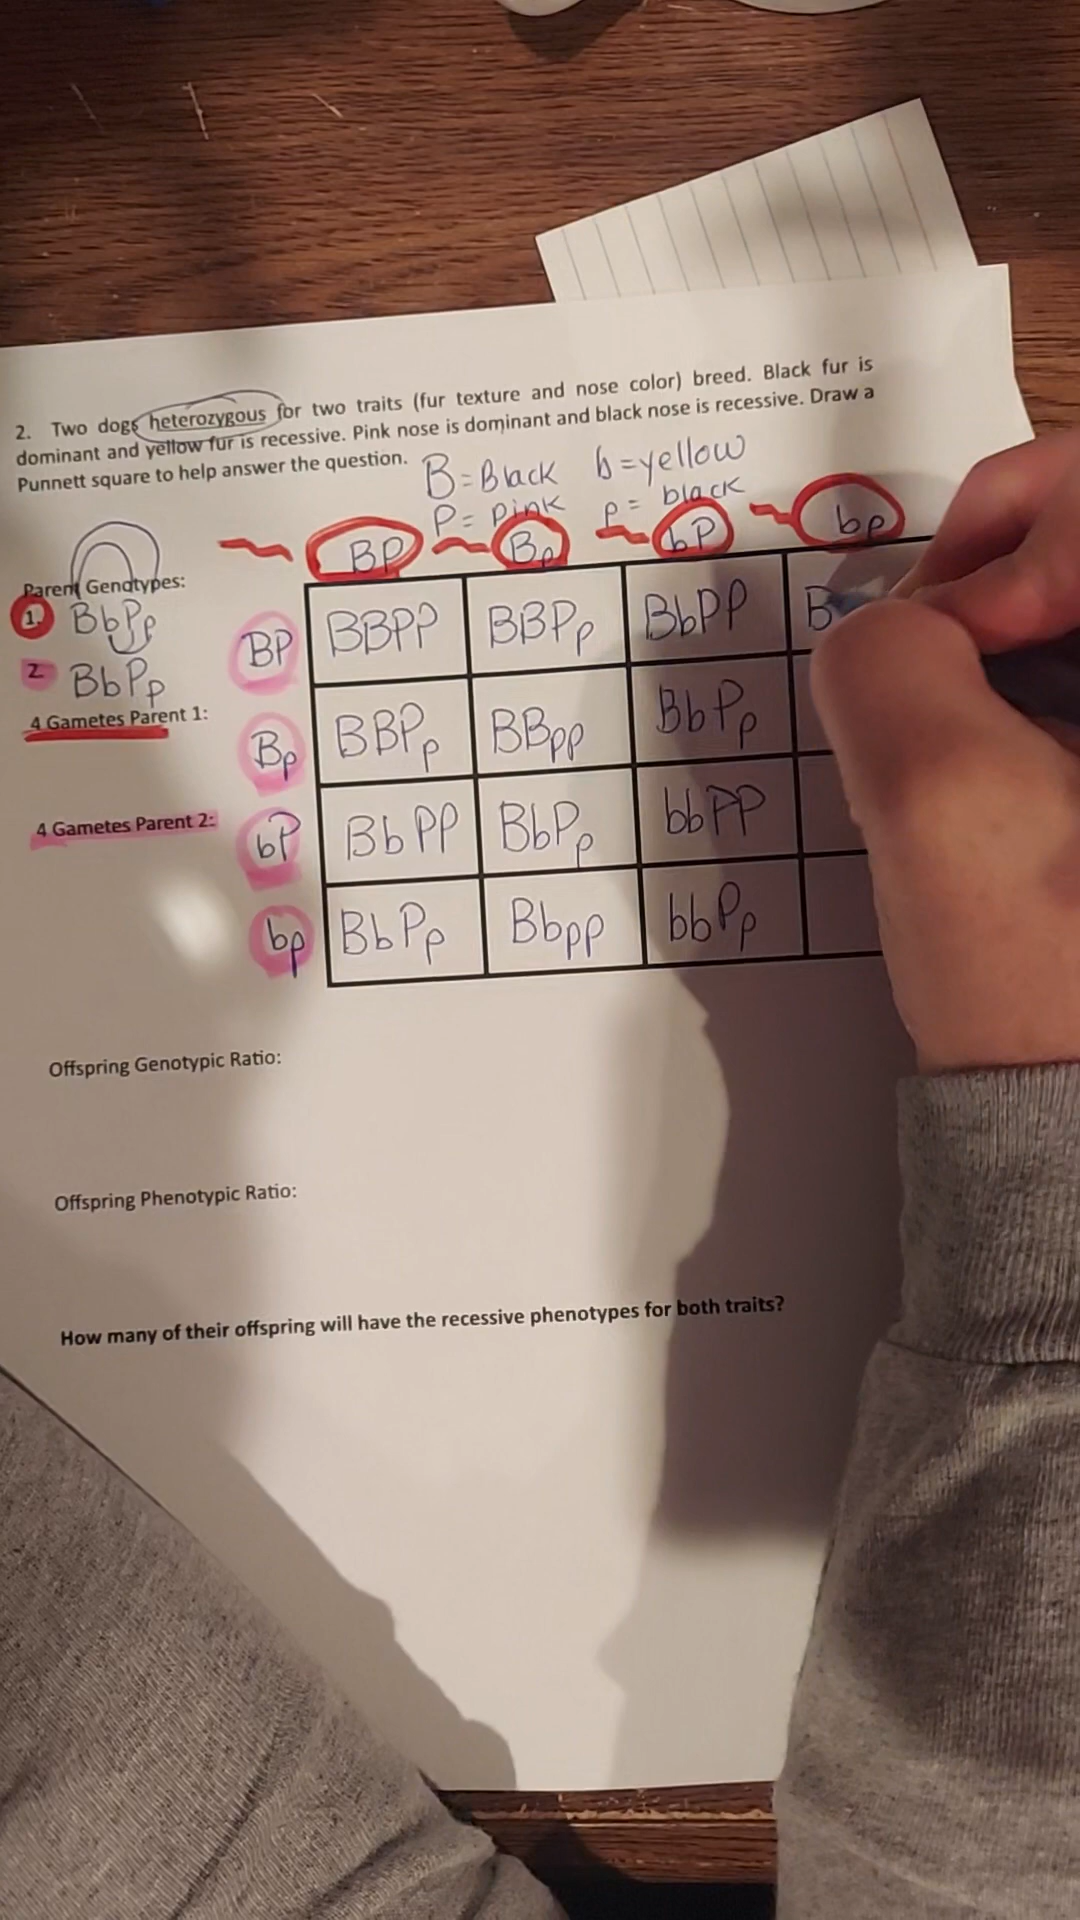 2. Two dogs heterozygous for two traits (fur texture and nose color) breed. Black fur is
dominant and yellow fur is recessive. Pink nose is dominant and black nose is recessive. Draw a
Punnett square to help answer the question.
B=Black b=yellow
P= Pink p= black
BP Bp bP bp
Parent Genotypes:
1. BbPp
2 BbPp
4 Gametes Parent 1:
4 Gametes Parent 2:
BP BBPP BBPp BbPP B
Bp BBPp BBpp BbPp
bP BbPP BbPp bbPP
bp BbPp Bbpp bbPp
Offspring Genotypic Ratio:
Offspring Phenotypic Ratio:
How many of their offspring will have the recessive phenotypes for both traits?